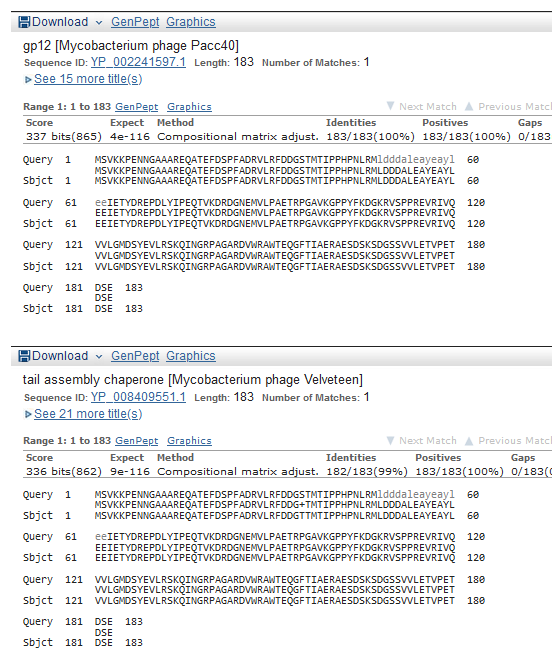 Download GenPept Graphics
gp12 [Mycobacterium phage Pacc40]
Sequence ID: YP_002241597.1 Length: 183 Number of Matches: 1
See 15 more title(s)
Range 1: 1 to 183 GenPept Graphics Next Match Previous Match
Score Expect Method Identities Positives Gaps
337 bits(865) 4e-116 Compositional matrix adjust. 183/183(100%) 183/183(100%) 0/183
Query 1 MSVKKPENNGAAAREQATEFDSPFADRVLRFDDGSTMTIPPHPNLRMldddaleayeayl 60
MSVKKPENNGAAAREQATEFDSPFADRVLRFDDGSTMTIPPHPNLRMLDDDALEAYEAYL
Sbjct 1 MSVKKPENNGAAAREQATEFDSPFADRVLRFDDGSTMTIPPHPNLRMLDDDALEAYEAYL 60
Query 61 eeIETYDREPDLYIPEQTVKDRDGNEMVLPAETRPGAVKGPPYFKDGKRVSPPREVRIVQ 120
EEIETYDREPDLYIPEQTVKDRDGNEMVLPAETRPGAVKGPPYFKDGKRVSPPREVRIVQ
Sbjct 61 EEIETYDREPDLYIPEQTVKDRDGNEMVLPAETRPGAVKGPPYFKDGKRVSPPREVRIVQ 120
Query 121 VVLGMDSYEVLRSKQINGRPAGARDVWRAWTEQGFTIAERAESDSKSDGSSVVLETVPET 180
VVLGMDSYEVLRSKQINGRPAGARDVWRAWTEQGFTIAERAESDSKSDGSSVVLETVPET
Sbjct 121 VVLGMDSYEVLRSKQINGRPAGARDVWRAWTEQGFTIAERAESDSKSDGSSVVLETVPET 180
Query 181 DSE 183
DSE
Sbjct 181 DSE 183
Download GenPept Graphics
tail assembly chaperone [Mycobacterium phage Velveteen]
Sequence ID: YP_008409551.1 Length: 183 Number of Matches: 1
See 21 more title(s)
Range 1: 1 to 183 GenPept Graphics Next Match Previous Matc
Score Expect Method Identities Positives Gaps
336 bits(862) 9e-116 Compositional matrix adjust. 182/183(99%) 183/183(100%) 0/183(0
Query 1 MSVKKPENNGAAAREQATEFDSPFADRVLRFDDGSTMTIPPHPNLRMldddaleayeayl 60
MSVKKPENNGAAAREQATEFDSPFADRVLRFDDG+TMTIPPHPNLRMLDDDALEAYEAYL
Sbjct 1 MSVKKPENNGAAAREQATEFDSPFADRVLRFDDGTTMTIPPHPNLRMLDDDALEAYEAYL 60
Query 61 eeIETYDREPDLYIPEQTVKDRDGNEMVLPAETRPGAVKGPPYFKDGKRVSPPREVRIVQ 120
EEIETYDREPDLYIPEQTVKDRDGNEMVLPAETRPGAVKGPPYFKDGKRVSPPREVRIVQ
Sbjct 61 EEIETYDREPDLYIPEQTVKDRDGNEMVLPAETRPGAVKGPPYFKDGKRVSPPREVRIVQ 120
Query 121 VVLGMDSYEVLRSKQINGRPAGARDVWRAWTEQGFTIAERAESDSKSDGSSVVLETVPET 180
VVLGMDSYEVLRSKQINGRPAGARDVWRAWTEQGFTIAERAESDSKSDGSSVVLETVPET
Sbjct 121 VVLGMDSYEVLRSKQINGRPAGARDVWRAWTEQGFTIAERAESDSKSDGSSVVLETVPET 180
Query 181 DSE 183
DSE
Sbjct 181 DSE 183